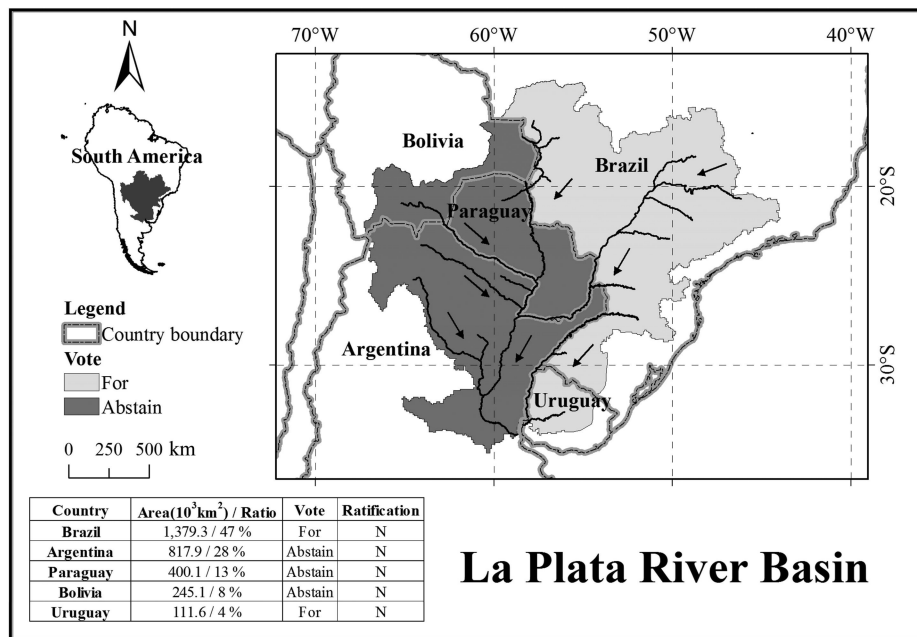 N
70°W 60°W 50°W 40°W
South America
Bolivia
Brazil
Paraguay
Argentina
Uruguay
20°S
30°S
Legend
Country boundary
Vote
For
Abstain
0 250 500 km
Country Area(10³km²) / Ratio Vote Ratification
Brazil 1,379.3 / 47 % For N
Argentina 817.9 / 28 % Abstain N
Paraguay 400.1 / 13 % Abstain N
Bolivia 245.1 / 8 % Abstain N
Uruguay 111.6 / 4 % For N
La Plata River Basin